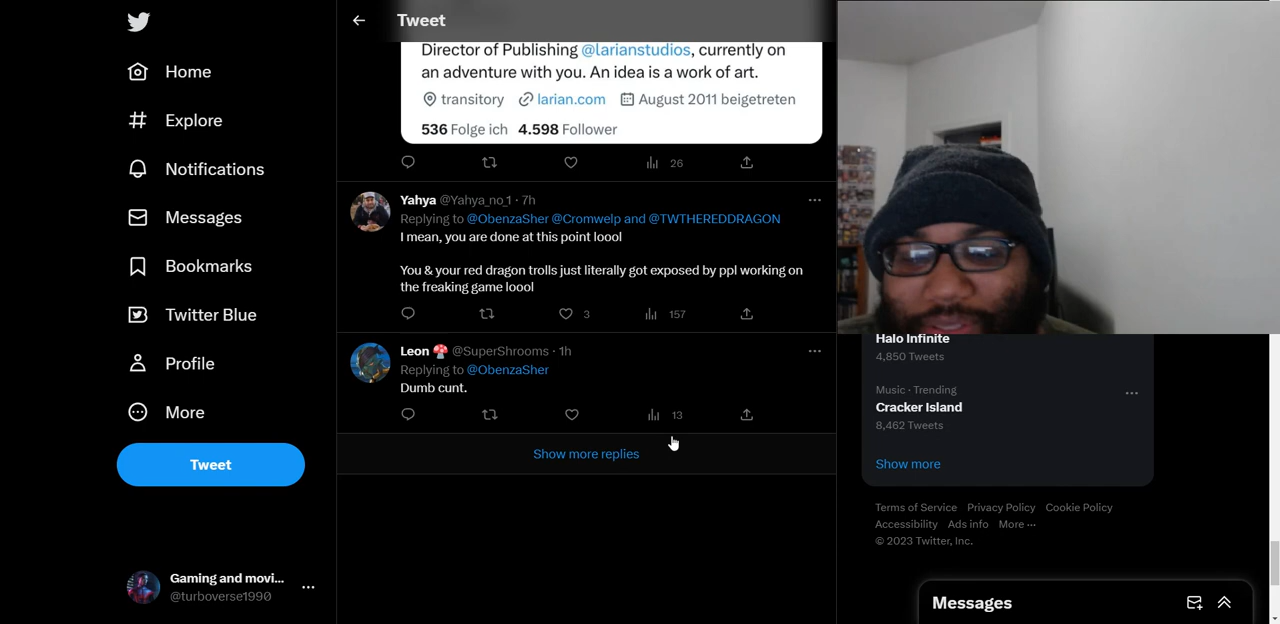 Home
Explore
Notifications
Messages
Bookmarks
Twitter Blue
Profile
More
Tweet
Gaming and movi...
@turboverse1990
Tweet
Director of Publishing @larianstudios, currently on
an adventure with you. An idea is a work of art.
transitory larian.com August 2011 beigetreten
536 Folge ich 4.598 Follower
26
Yahya @Yahya_no_1 · 7h
Replying to @ObenzaSher @Cromwelp and @TWTHEREDDRAGON
I mean, you are done at this point loool
You & your red dragon trolls just literally got exposed by ppl working on
the freaking game loool
3 157
Leon @SuperShrooms · 1h
Replying to @ObenzaSher
Dumb cunt.
13
Show more replies
Halo Infinite
4,850 Tweets
Music · Trending
Cracker Island
8,462 Tweets
Show more
Terms of Service Privacy Policy Cookie Policy
Accessibility Ads info More ···
© 2023 Twitter, Inc.
Messages